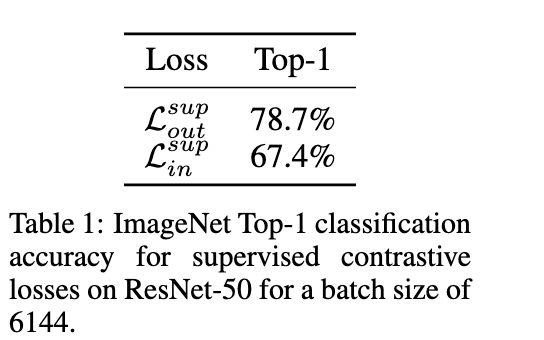 Loss Top-1
$\mathcal{L}_{out}^{sup}$ 78.7%
$\mathcal{L}_{in}^{sup}$ 67.4%
Table 1: ImageNet Top-1 classification
accuracy for supervised contrastive
losses on ResNet-50 for a batch size of
6144.